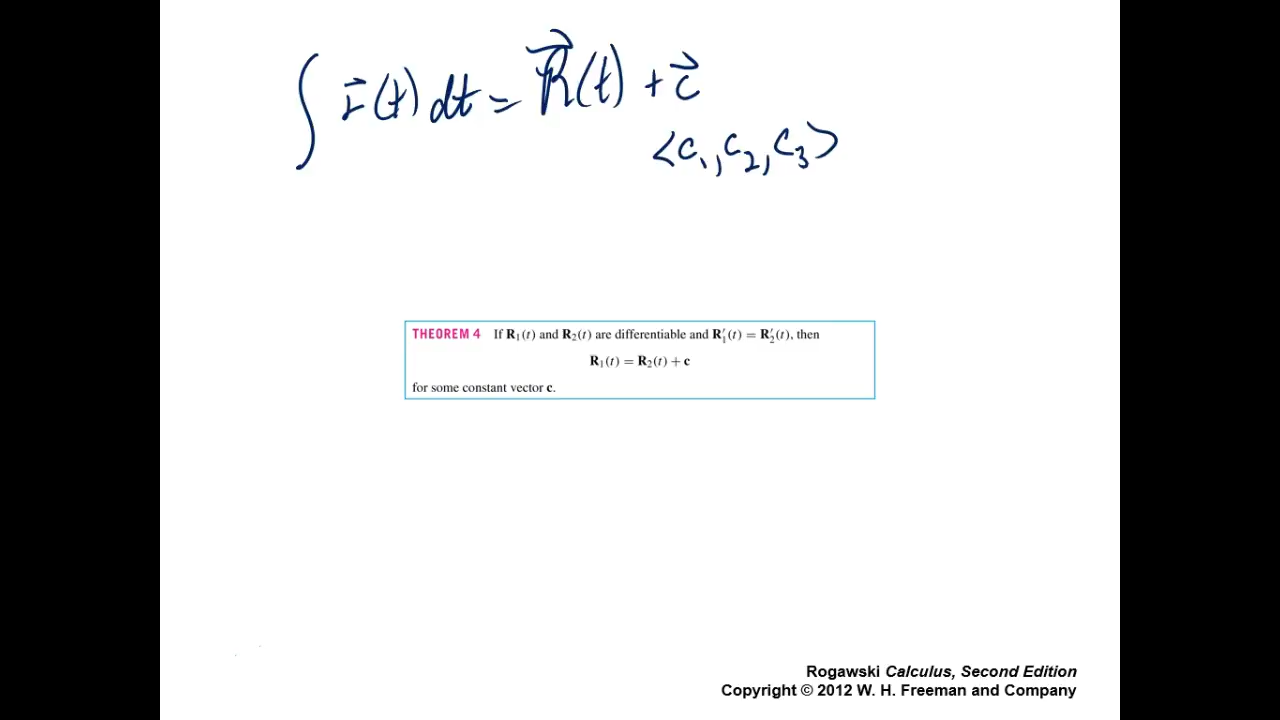 ∫ r⃗(t) dt = R⃗(t) + c⃗
<c₁, c₂, c₃>
THEOREM 4 If R₁(t) and R₂(t) are differentiable and R₁′(t) = R₂′(t), then
R₁(t) = R₂(t) + c
for some constant vector c.
Rogawski Calculus, Second Edition
Copyright © 2012 W. H. Freeman and Company